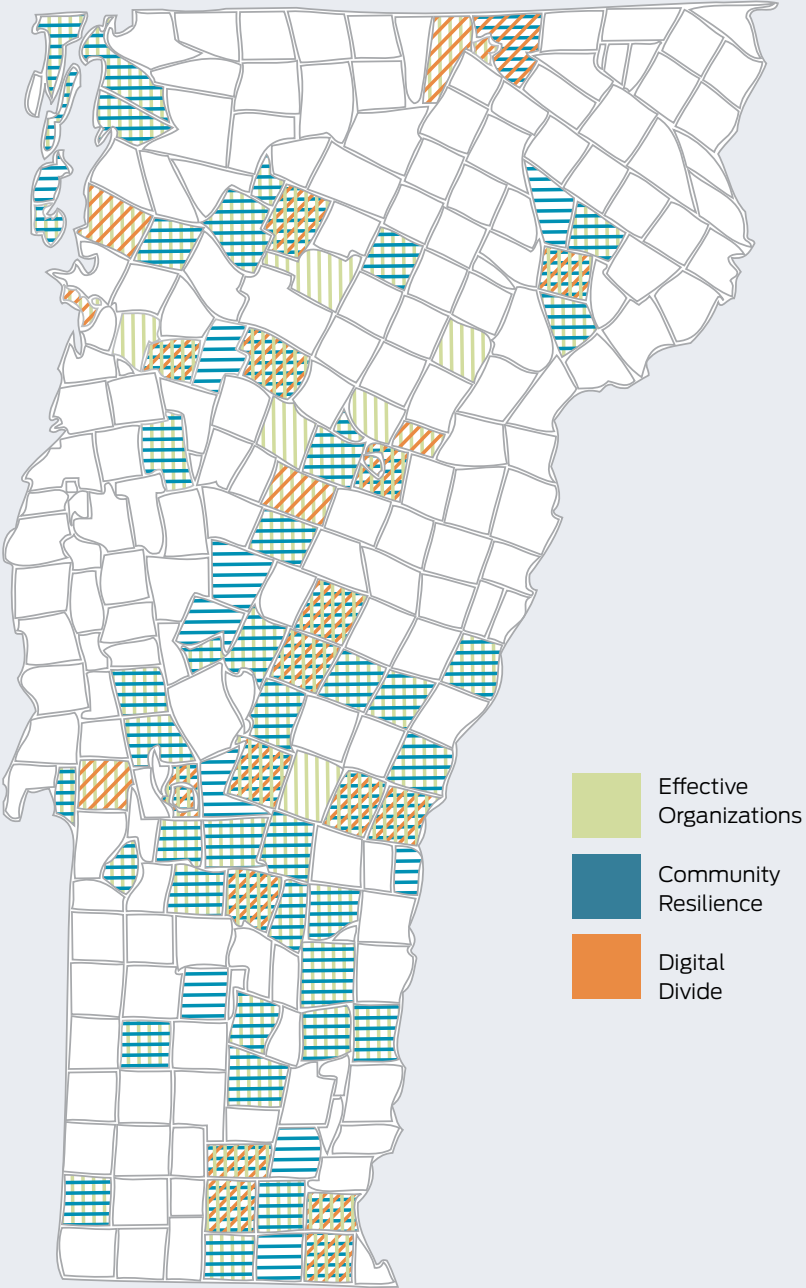 Effective
Organizations
Community
Resilience
Digital
Divide